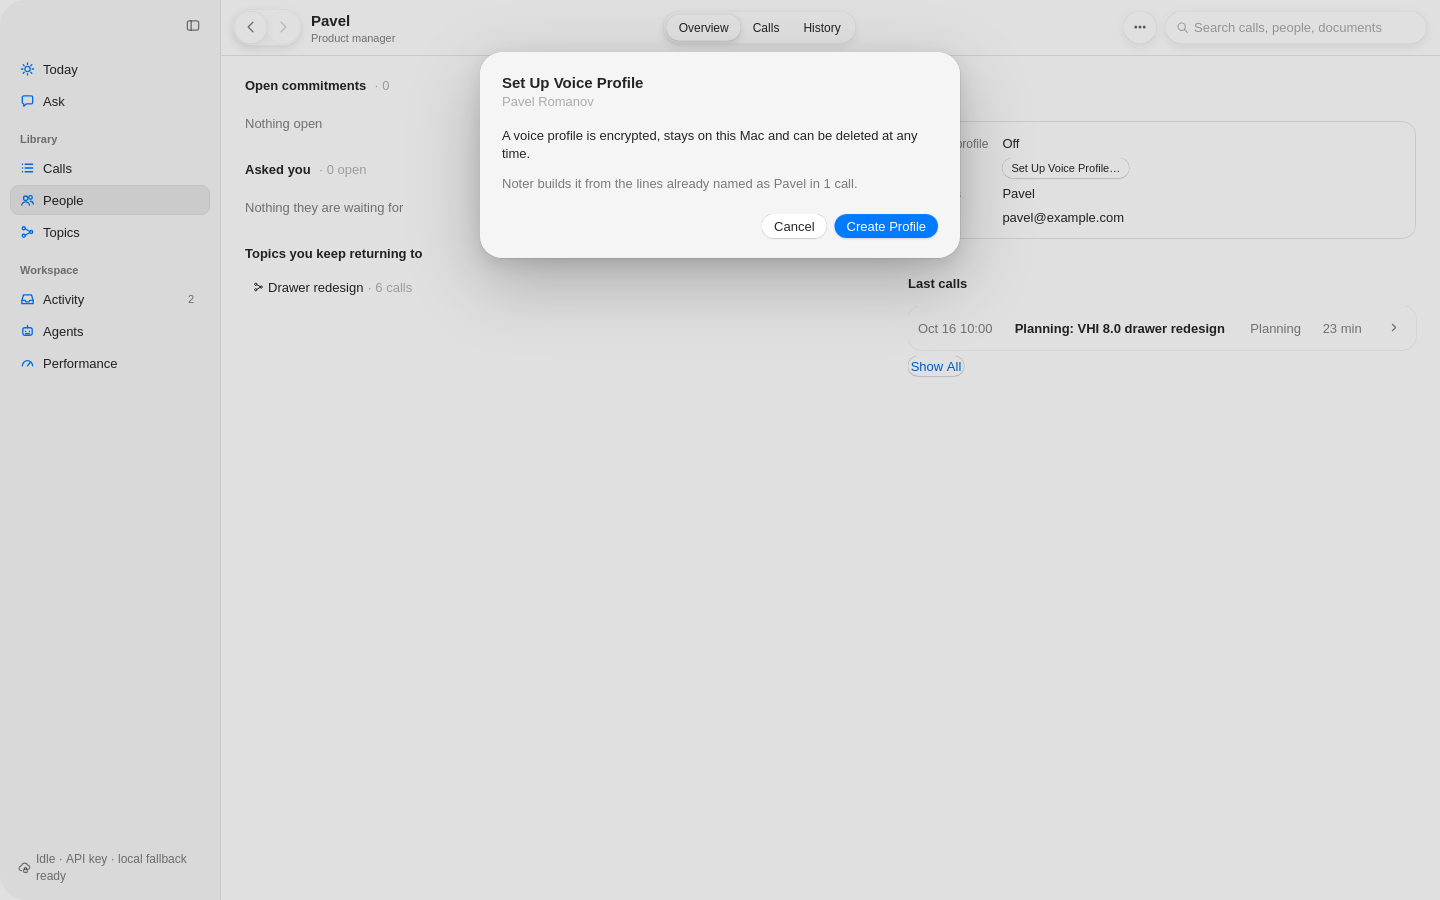 Today
Ask
Library
Calls
People
Topics
Workspace
Activity 2
Agents
Performance
Idle · API key · local fallback
ready
Pavel
Product manager
Overview Calls History
Search calls, people, documents
Open commitments · 0
Nothing open
Asked you · 0 open
Nothing they are waiting for
Topics you keep returning to
Drawer redesign · 6 calls
Set Up Voice Profile
Pavel Romanov
A voice profile is encrypted, stays on this Mac and can be deleted at any
time.
Noter builds it from the lines already named as Pavel in 1 call.
Cancel Create Profile
profile Off
Set Up Voice Profile…
Pavel
pavel@example.com
Last calls
Oct 16 10:00 Planning: VHI 8.0 drawer redesign Planning 23 min
Show All